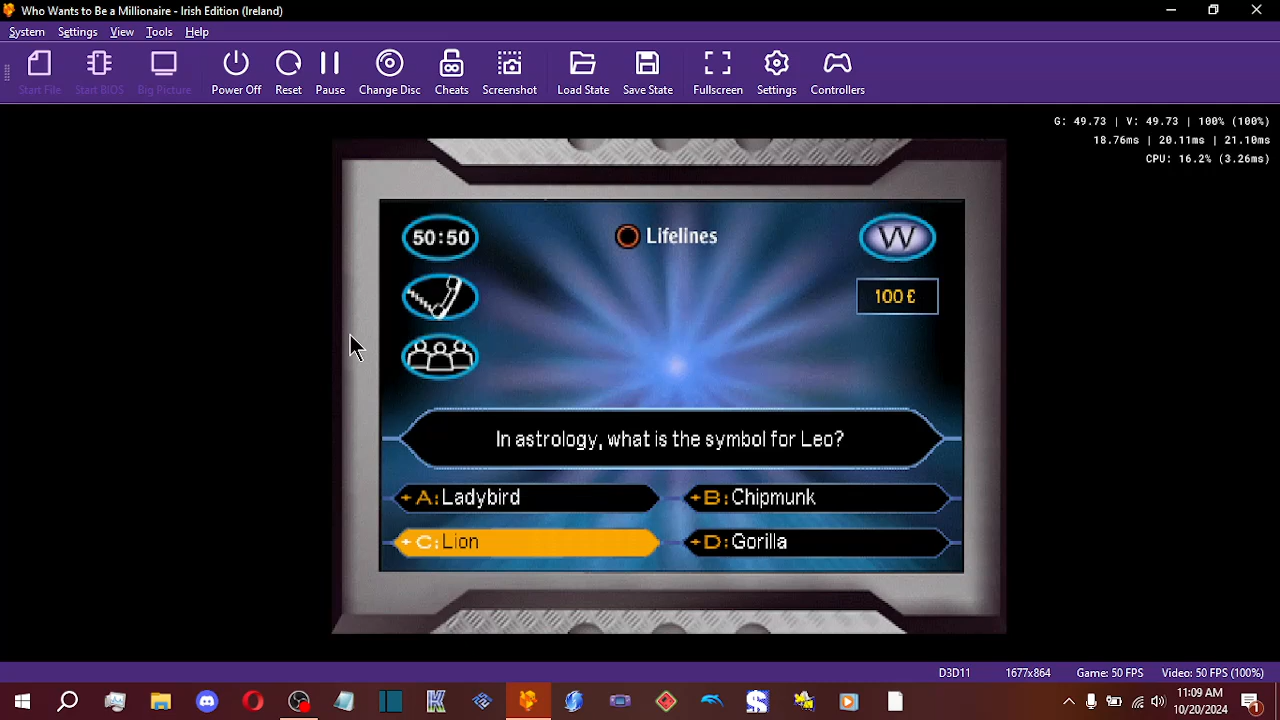 Who Wants to Be a Millionaire - Irish Edition (Ireland)
System Settings View Tools Help
Start File Start BIOS Big Picture Power Off Reset Pause Change Disc Cheats Screenshot Load State Save State Fullscreen Settings Controllers
G: 49.73 | V: 49.73 | 100% (100%)
18.76ms | 20.11ms | 21.10ms
CPU: 16.2% (3.26ms)
50:50
Lifelines
W
100 €
In astrology, what is the symbol for Leo?
A: Ladybird
B: Chipmunk
C: Lion
D: Gorilla
D3D11 1677x864 Game: 50 FPS Video: 50 FPS (100%)
11:09 AM
10/20/2024
1